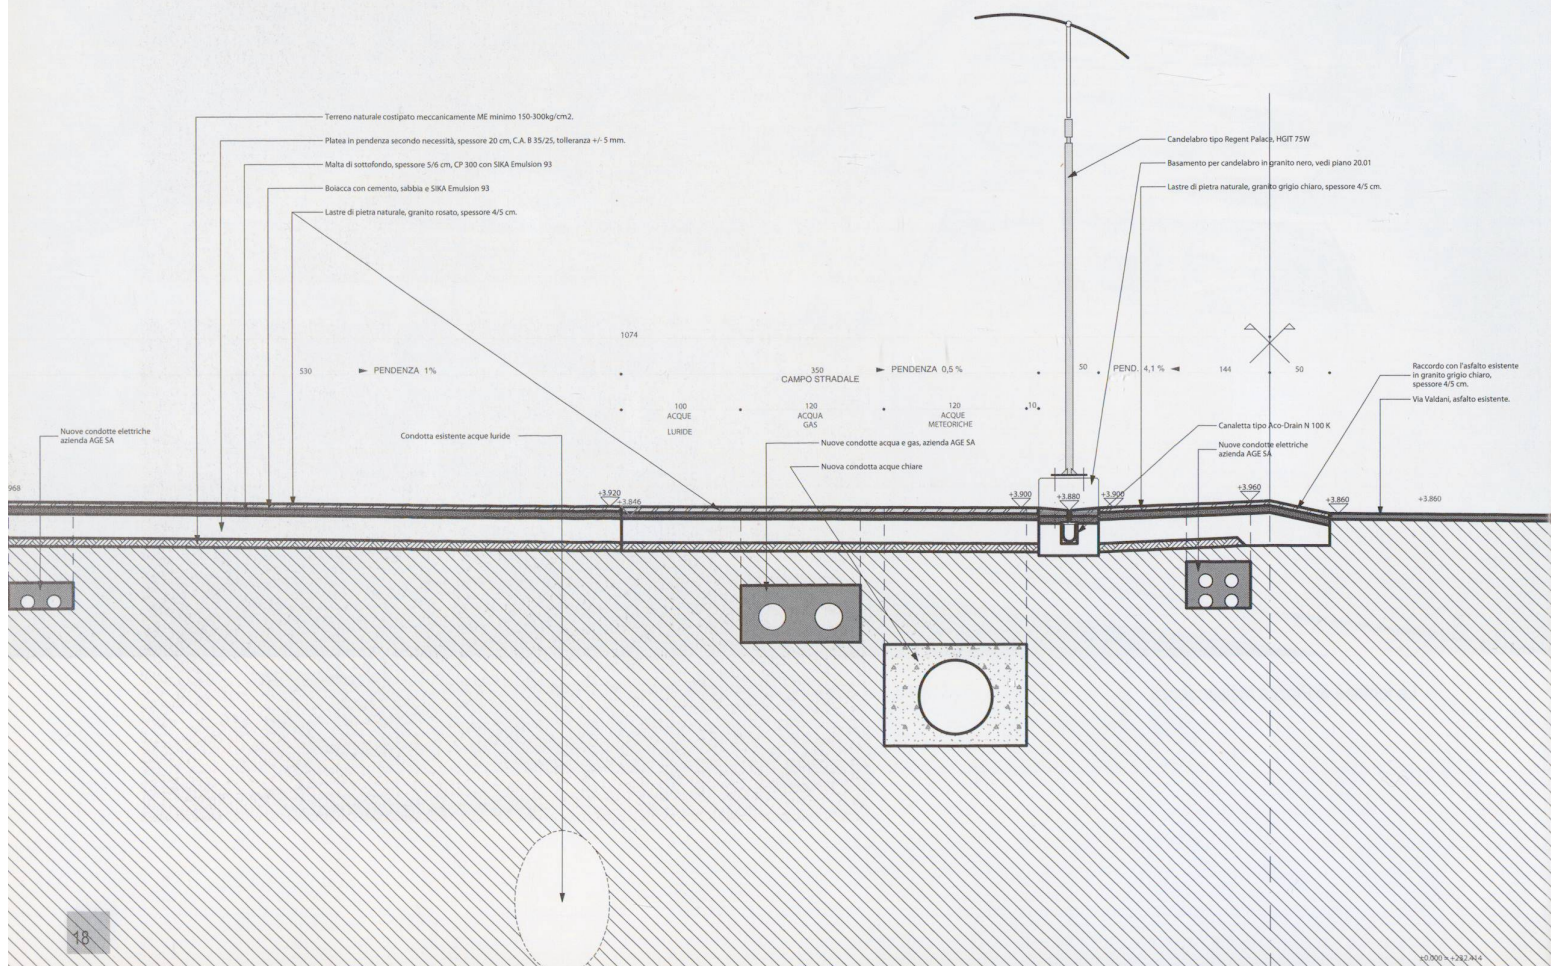 Terreno naturale costipato meccanicamente ME minimo 150-300kg/cm2.
Platea in pendenza secondo necessità, spessore 20 cm, C.A. B 35/25, tolleranza +/- 5 mm.
Malta di sottofondo, spessore 5/6 cm, CP 300 con SIKA Emulsion 93
Boiacca con cemento, sabbia e SIKA Emulsion 93
Lastre di pietra naturale, granito rosato, spessore 4/5 cm.
Candelabro tipo Regent Palace, HGIT 75W
Basamento per candelabro in granito nero, vedi piano 20.01
Lastre di pietra naturale, granito grigio chiaro, spessore 4/5 cm.
1074
530
PENDENZA 1%
350
CAMPO STRADALE
PENDENZA 0,5 %
50
PEND. 4,1 %
144
50
100
ACQUE
LURIDE
120
ACQUA
GAS
120
ACQUE
METEORICHE
10
Raccordo con l'asfalto esistente
in granito grigio chiaro,
spessore 4/5 cm.
Via Valdani, asfalto esistente.
Nuove condotte elettriche
azienda AGE SA
Condotta esistente acque luride
Nuove condotte acqua e gas, azienda AGE SA
Nuova condotta acque chiare
Canaletta tipo Aco-Drain N 100 K
Nuove condotte elettriche
azienda AGE SA
968
+3.920
+3.846
+3.900
+3.880
+3.900
+3.960
+3.860
+3.860
18
±0.000 = +232.414